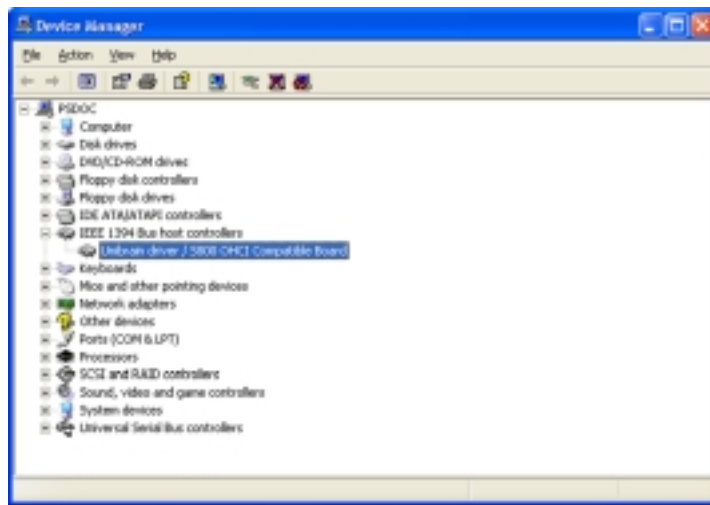 Device Manager
File Action View Help
PSDOC
Computer
Disk drives
DVD/CD-ROM drives
Floppy disk controllers
Floppy disk drives
IDE ATA/ATAPI controllers
IEEE 1394 Bus host controllers
Unibrain driver / S800 OHCI Compatible Board
Keyboards
Mice and other pointing devices
Network adapters
Other devices
Ports (COM & LPT)
Processors
SCSI and RAID controllers
Sound, video and game controllers
System devices
Universal Serial Bus controllers